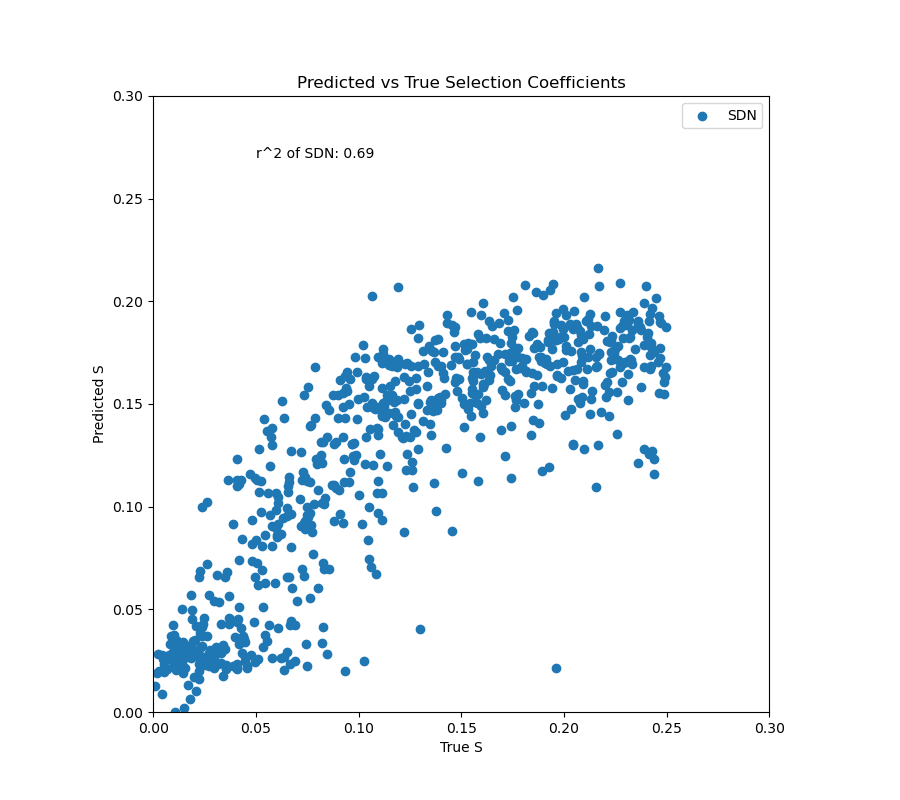 Predicted vs True Selection Coefficients
SDN
r^2 of SDN: 0.69
Predicted S
0.30
0.25
0.20
0.15
0.10
0.05
0.00
0.00 0.05 0.10 0.15 0.20 0.25 0.30
True S